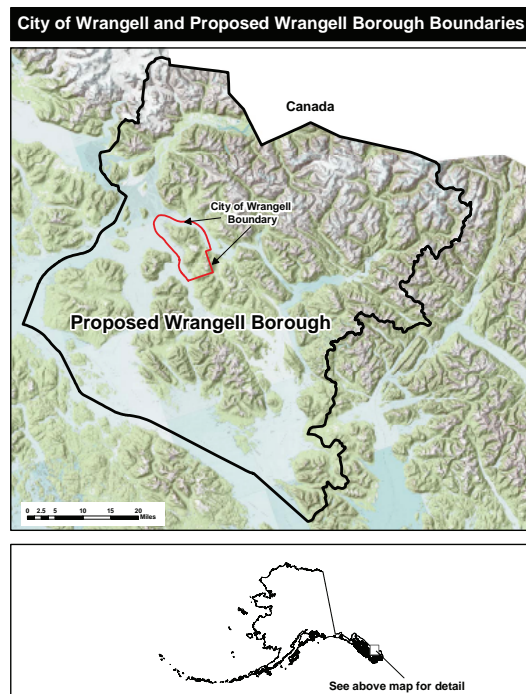 City of Wrangell and Proposed Wrangell Borough Boundaries
Canada
City of Wrangell
Boundary
Proposed Wrangell Borough
0 2.5 5 10 15 20
Miles
See above map for detail